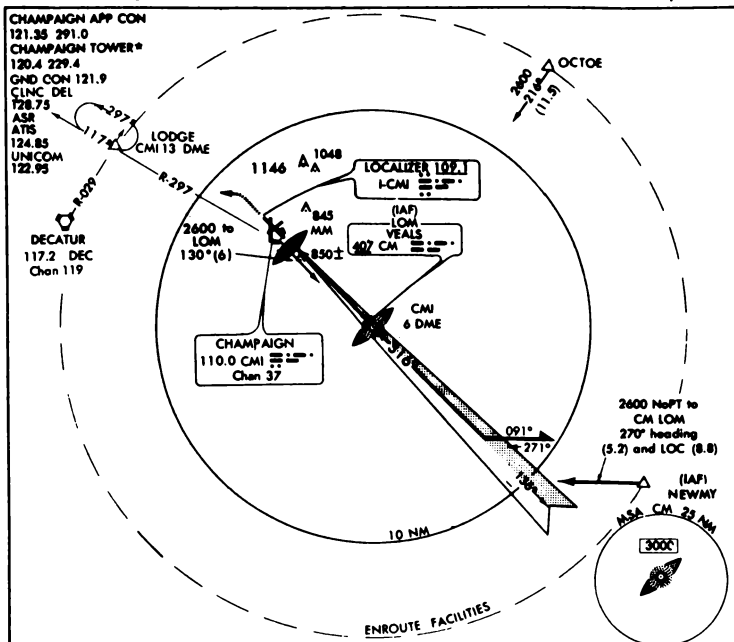 CHAMPAIGN APP CON
121.35 291.0
CHAMPAIGN TOWER*
120.4 229.4
GND CON 121.9
CLNC DEL
128.75
ASR
ATIS
124.85
UNICOM
122.95
297°
117°
LODGE
CMI 13 DME
R-297
R-029
DECATUR
117.2 DEC
Chan 119
OCTOE
2600
216°
(11.5)
1146
1048
LOCALIZER 109.1
I-CMI
845
MM
850±
(IAF)
LOM
VEALS
407 CM
2600 to
LOM
130° (6)
CMI
6 DME
CHAMPAIGN
110.0 CMI
Chan 37
316°
091°
271°
136°
2600 NoPT to
CM LOM
270° heading
(5.2) and LOC (8.8)
(IAF)
NEWMY
MSA CM 25 NM
3000
10 NM
ENROUTE FACILITIES